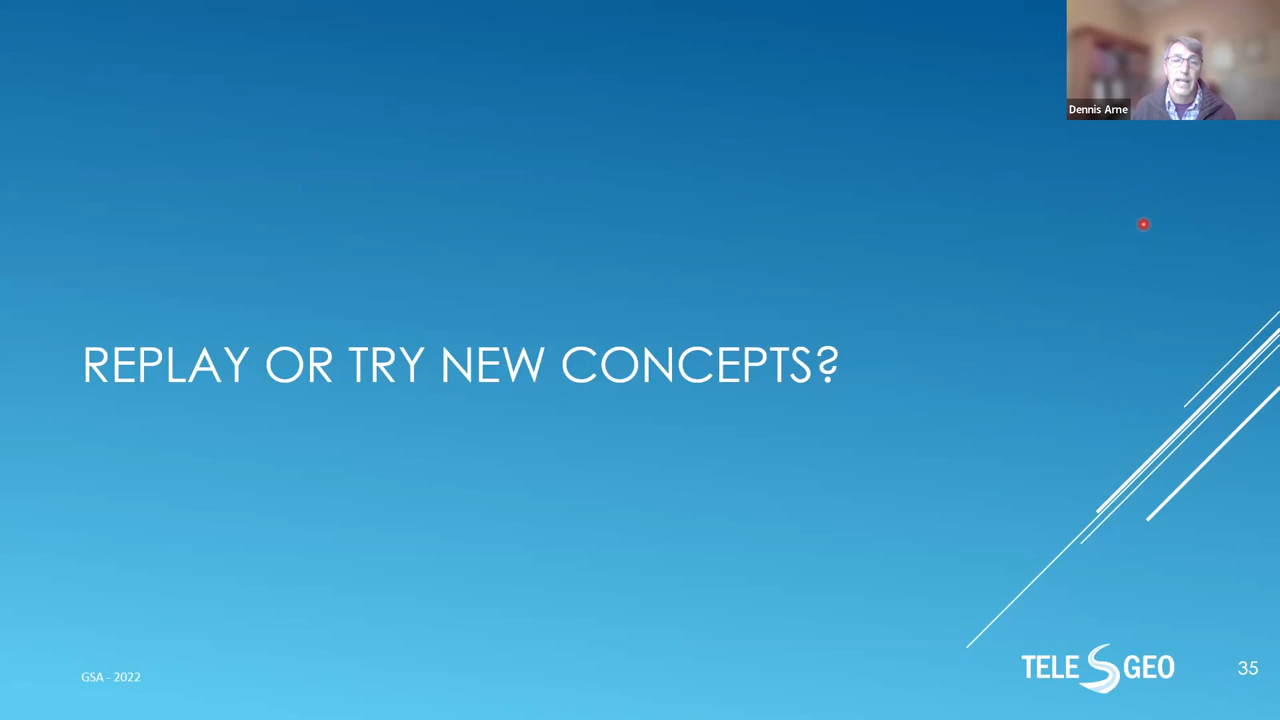 Dennis Arne
REPLAY OR TRY NEW CONCEPTS?
GSA - 2022
TELE GEO
35